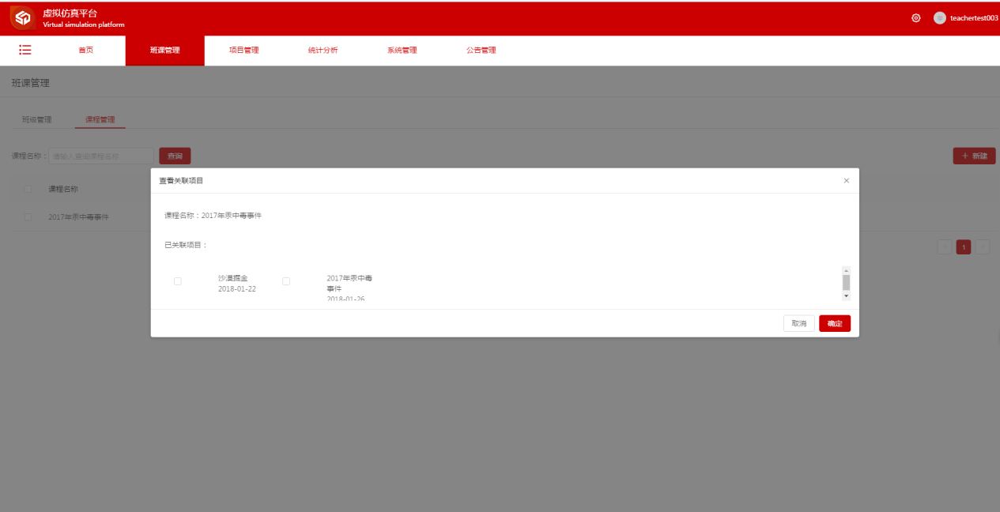 虚拟仿真平台
Virtual simulation platform
teachertest003
首页
班课管理
项目管理
统计分析
系统管理
公告管理
班课管理
班级管理
课程管理
课程名称：
请输入查询课程名称
查询
+ 新建
课程名称
2017年汞中毒事件
1
查看关联项目
×
课程名称：2017年汞中毒事件
已关联项目：
沙漠掘金
2018-01-22
2017年汞中毒
事件
2018-01-26
取消
确定